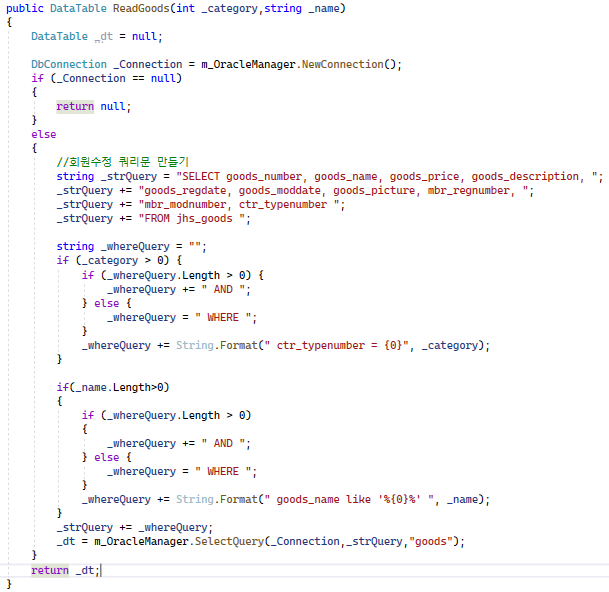 public DataTable ReadGoods(int _category,string _name)
{
    DataTable _dt = null;

    DbConnection _Connection = m_OracleManager.NewConnection();
    if (_Connection == null)
    {
        return null;
    }
    else
    {
        //회원수정 쿼리문 만들기
        string _strQuery = "SELECT goods_number, goods_name, goods_price, goods_description, ";
        _strQuery += "goods_regdate, goods_moddate, goods_picture, mbr_regnumber, ";
        _strQuery += "mbr_modnumber, ctr_typenumber ";
        _strQuery += "FROM jhs_goods ";

        string _whereQuery = "";
        if (_category > 0) {
            if (_whereQuery.Length > 0) {
                _whereQuery += " AND ";
            } else {
                _whereQuery = " WHERE ";
            }
            _whereQuery += String.Format(" ctr_typenumber = {0}", _category);
        }

        if(_name.Length>0)
        {
            if (_whereQuery.Length > 0)
            {
                _whereQuery += " AND ";
            } else {
                _whereQuery = " WHERE ";
            }
            _whereQuery += String.Format(" goods_name like '%{0}%' ", _name);
        }
        _strQuery += _whereQuery;
        _dt = m_OracleManager.SelectQuery(_Connection,_strQuery,"goods");
    }
    return _dt;
}